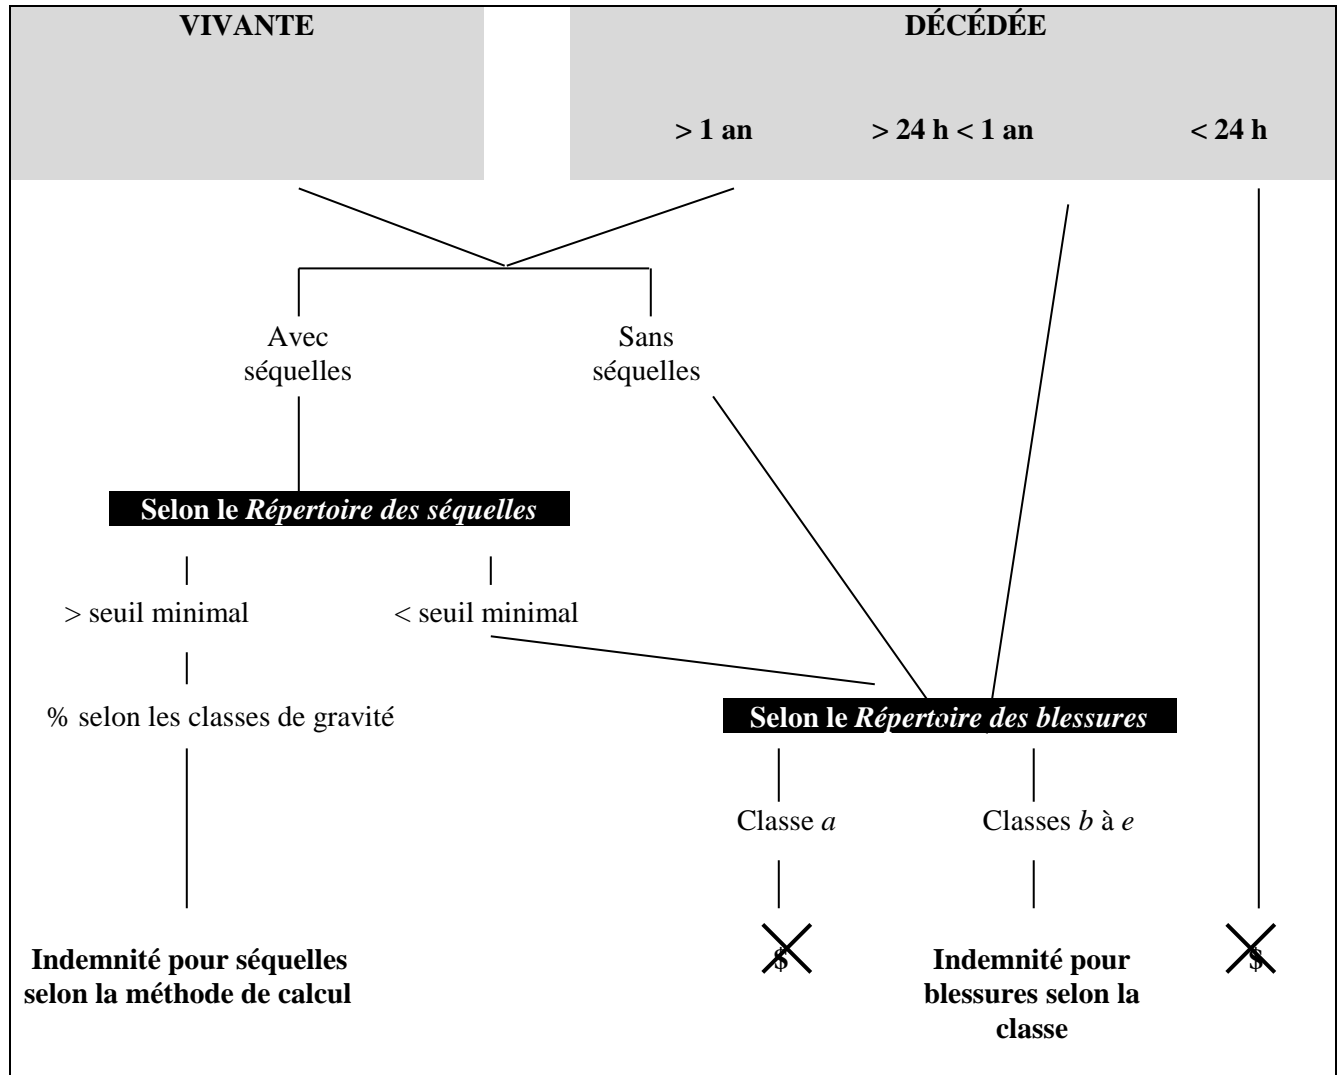 VIVANTE
DÉCÉDÉE
> 1 an
> 24 h < 1 an
< 24 h
Avec
séquelles
Sans
séquelles
Selon le Répertoire des séquelles
> seuil minimal
< seuil minimal
% selon les classes de gravité
Selon le Répertoire des blessures
Classe a
Classes b à e
Indemnité pour séquelles
selon la méthode de calcul
$
Indemnité pour
blessures selon la
classe
$